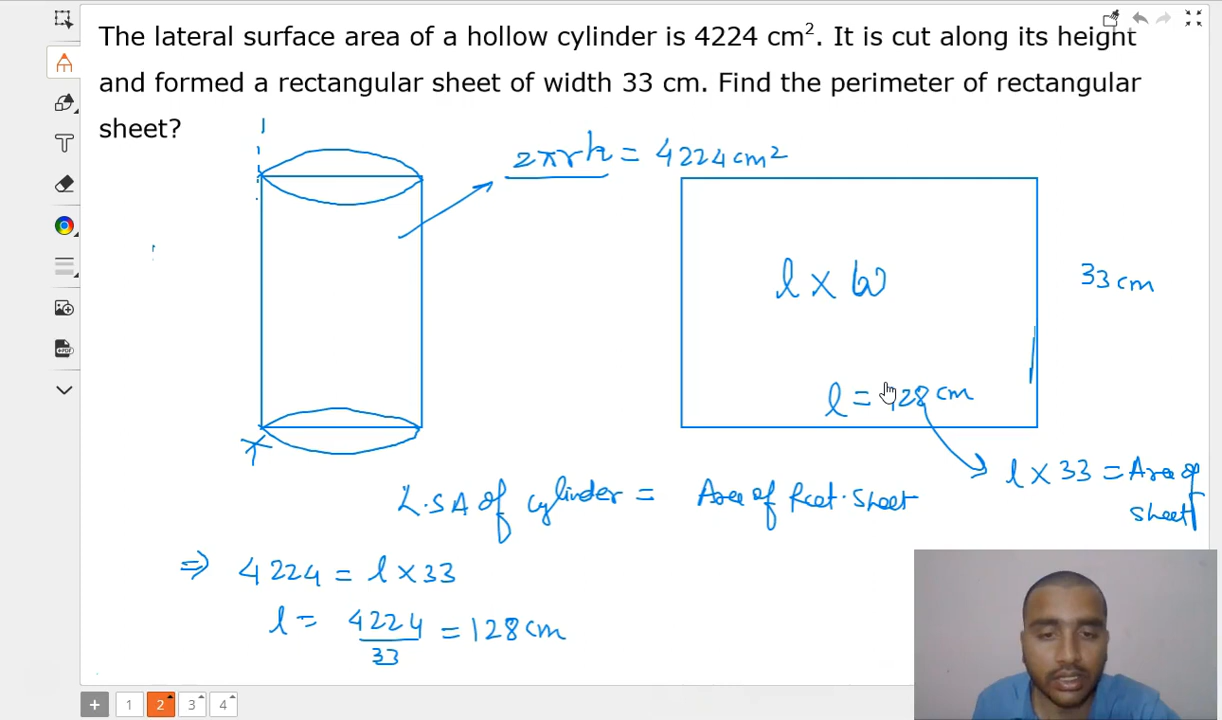 The lateral surface area of a hollow cylinder is 4224 cm². It is cut along its height
and formed a rectangular sheet of width 33 cm. Find the perimeter of rectangular
sheet?
2πrh = 4224 cm²
l × w
33 cm
l = 128 cm
l × 33 = Area of
sheet
L.S.A of cylinder = Area of Rect. Sheet
⇒ 4224 = l × 33
l = 4224/33 = 128 cm
1 2 3 4